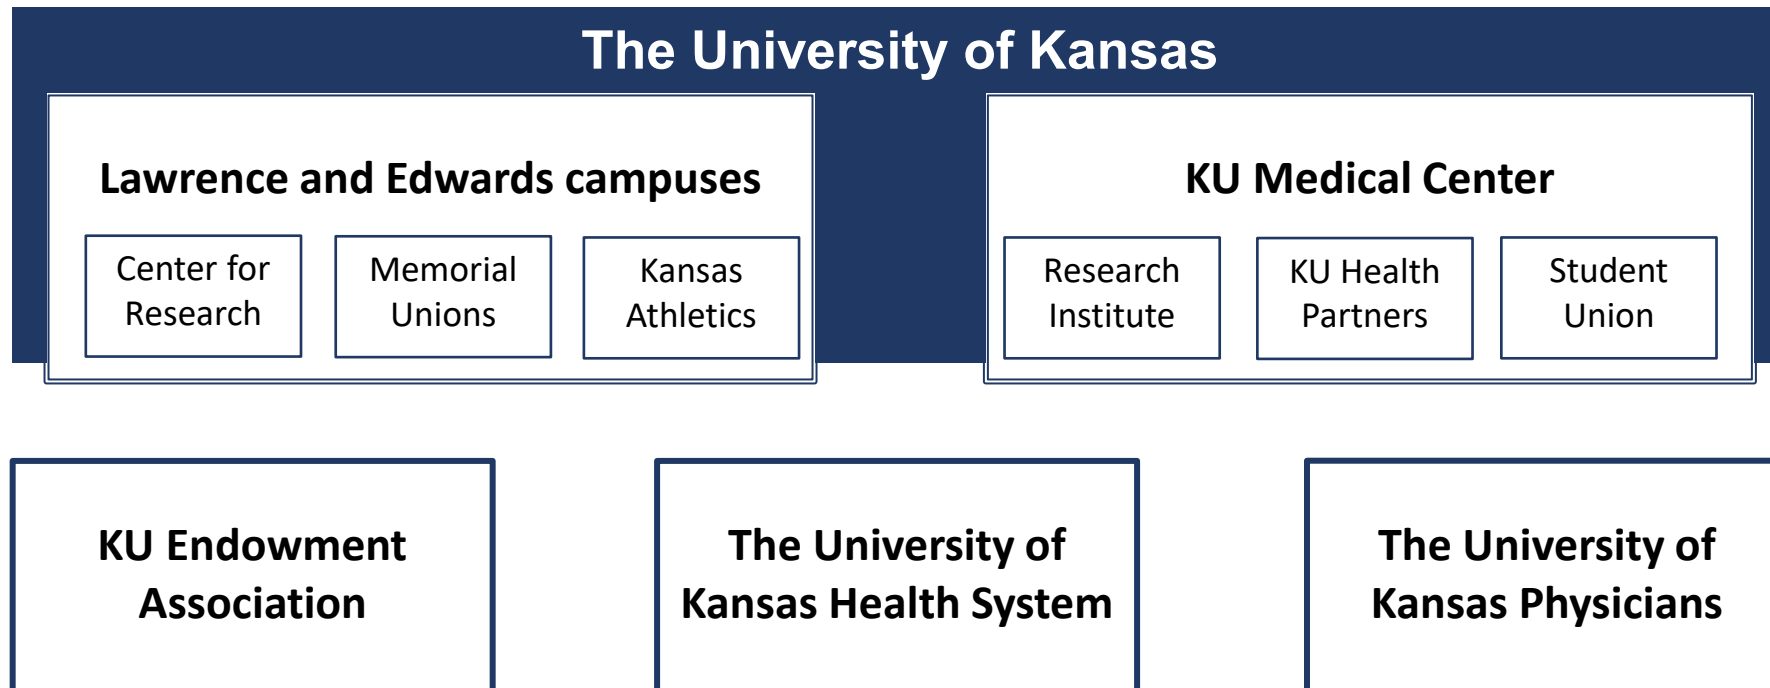 The University of Kansas
Lawrence and Edwards campuses
Center for
Research
Memorial
Unions
Kansas
Athletics
KU Medical Center
Research
Institute
KU Health
Partners
Student
Union
KU Endowment
Association
The University of
Kansas Health System
The University of
Kansas Physicians